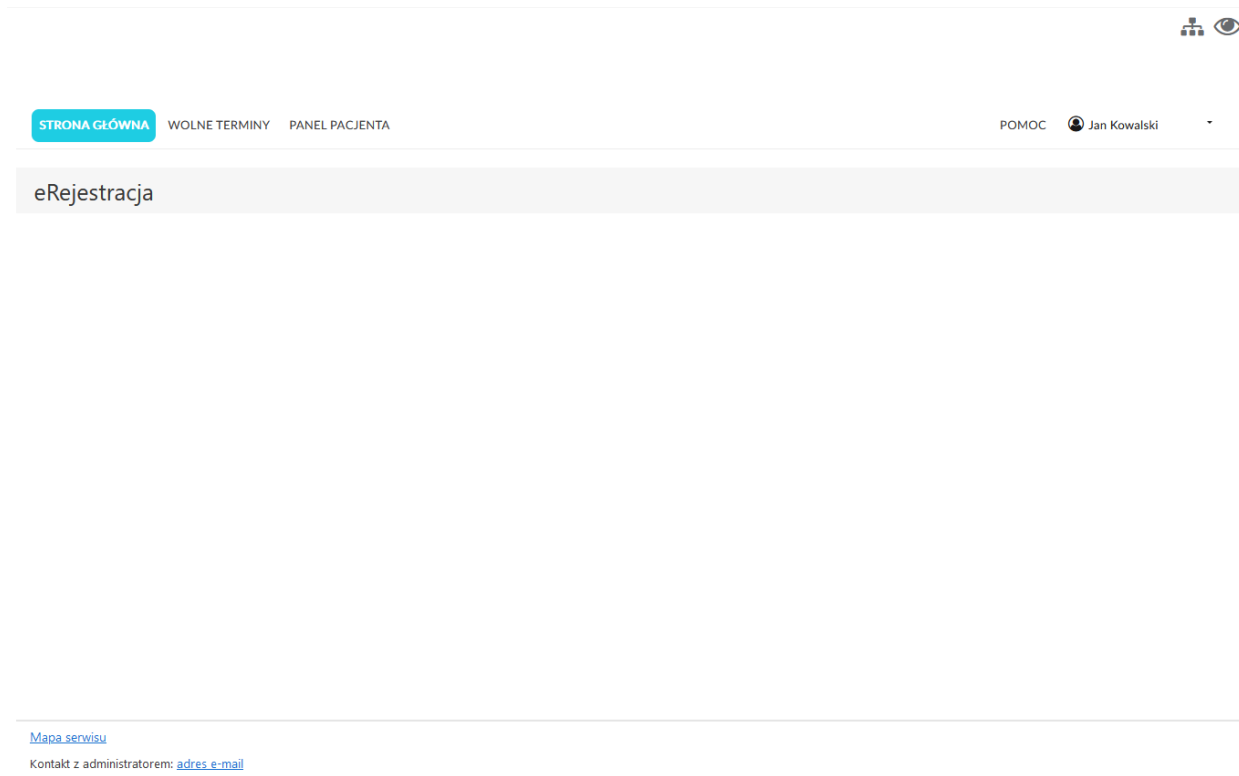 STRONA GŁÓWNA WOLNE TERMINY PANEL PACJENTA POMOC Jan Kowalski
eRejestracja
Mapa serwisu
Kontakt z administratorem: adres e-mail